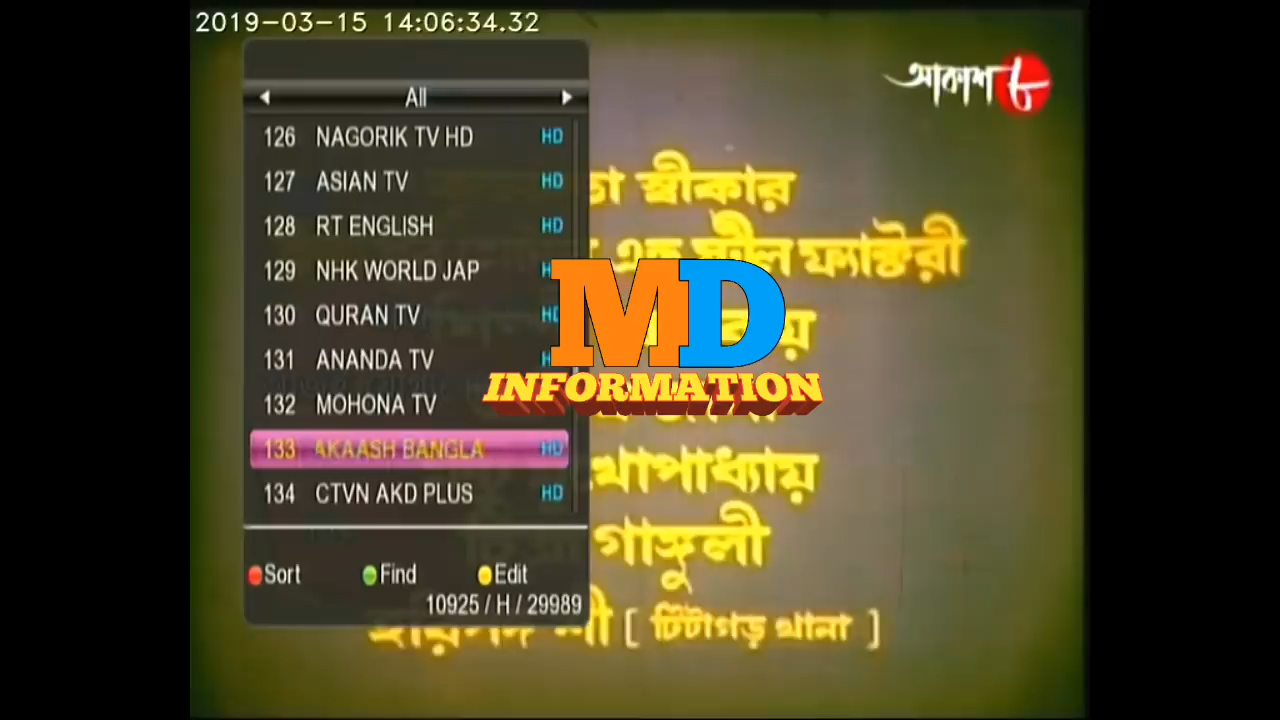 2019-03-15 14:06:34.32
All
126 NAGORIK TV HD HD
127 ASIAN TV HD
128 RT ENGLISH HD
129 NHK WORLD JAP
130 QURAN TV
131 ANANDA TV
132 MOHONA TV
133 AKAASH BANGLA HD
134 CTVN AKD PLUS HD
Sort Find Edit
10925 / H / 29989
আকাশ ৮
স্বীকার
এন্ড স্টীল ফ্যাক্টরী
MD
INFORMATION
গাঙ্গুলী
[ টিটাগড় থানা ]